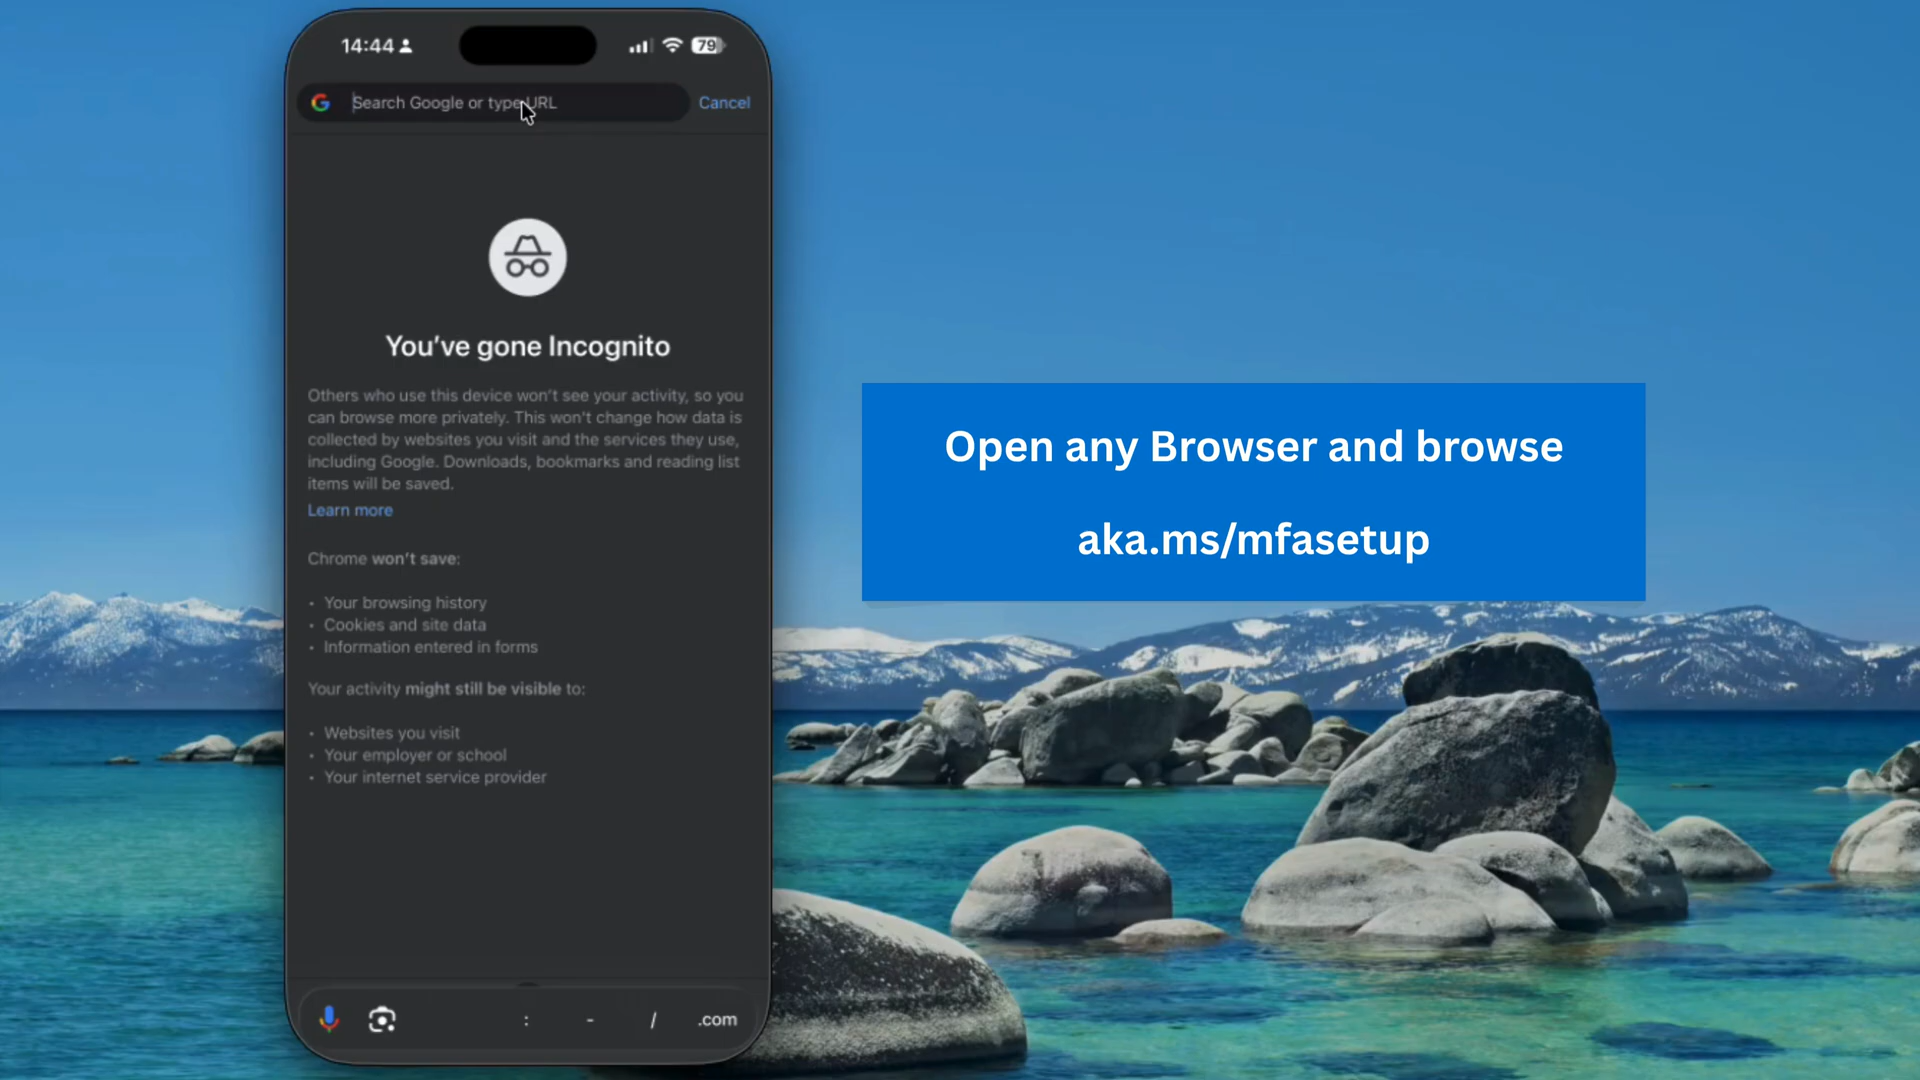 14:44
79
Search Google or type URL
Cancel
You've gone Incognito
Others who use this device won't see your activity, so you
can browse more privately. This won't change how data is
collected by websites you visit and the services they use,
including Google. Downloads, bookmarks and reading list
items will be saved.
Learn more
Chrome won't save:
• Your browsing history
• Cookies and site data
• Information entered in forms
Your activity might still be visible to:
• Websites you visit
• Your employer or school
• Your internet service provider
: - / .com
Open any Browser and browse
aka.ms/mfasetup